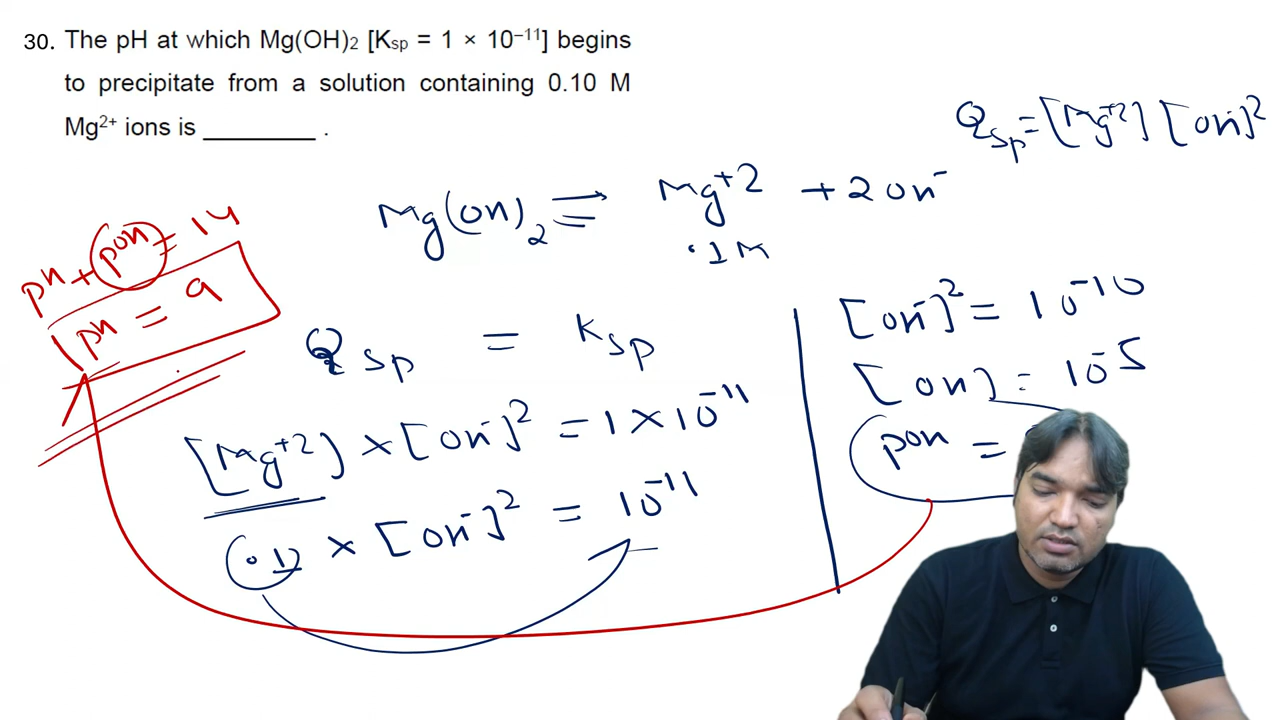 30. The pH at which Mg(OH)₂ [Ksp = 1 × 10⁻¹¹] begins
to precipitate from a solution containing 0.10 M
Mg²⁺ ions is ________ .
Qsp = [Mg⁺²] [OH⁻]²
Mg(OH)₂ ⇌ Mg⁺² + 2OH⁻
.1M
pH + pOH = 14
pH = 9
Qsp = Ksp
[Mg⁺²] × [OH⁻]² = 1 × 10⁻¹¹
.1 × [OH⁻]² = 10⁻¹¹
[OH⁻]² = 10⁻¹⁰
[OH] = 10⁻⁵
pOH =